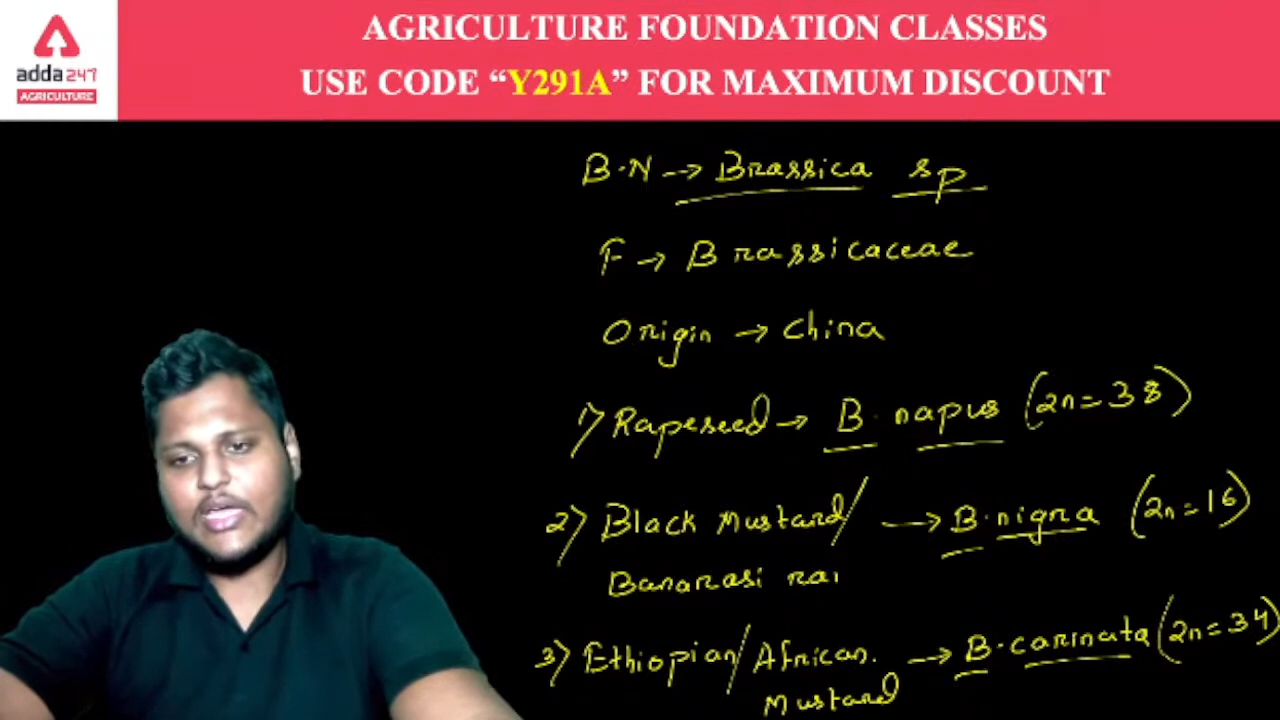 AGRICULTURE FOUNDATION CLASSES
USE CODE “Y291A” FOR MAXIMUM DISCOUNT
adda247
AGRICULTURE
B.N → Brassica sp
F → Brassicaceae
Origin → China
1) Rapeseed → B. napus (2n=38)
2) Black Mustard/ → B. nigra (2n=16)
Banarasi rai
3) Ethiopian/African. → B. carinata (2n=34)
Mustard